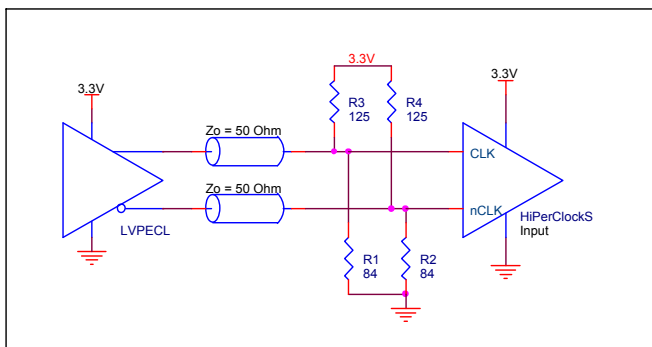 3.3V
3.3V
3.3V
R3
125
R4
125
Zo = 50 Ohm
CLK
Zo = 50 Ohm
nCLK
HiPerClockS
Input
LVPECL
R1
84
R2
84